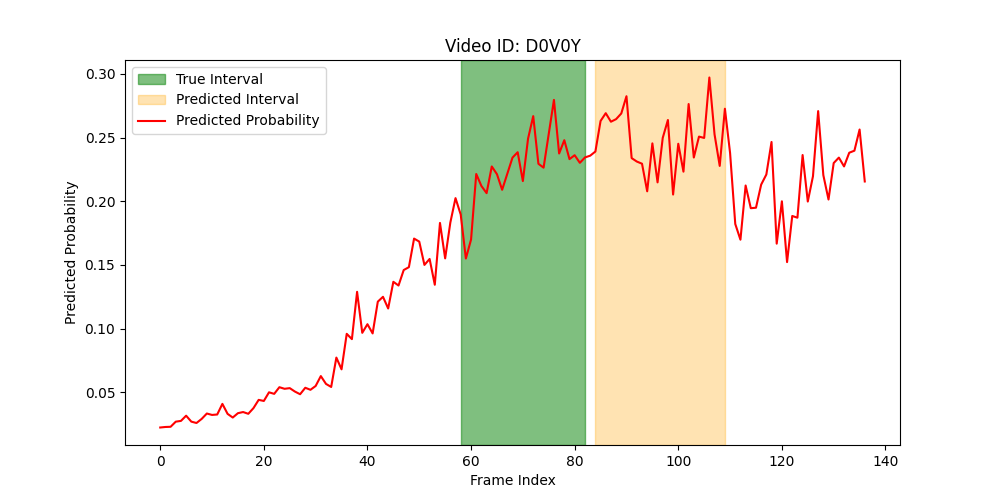 Video ID: D0V0Y
True Interval
Predicted Interval
Predicted Probability
Predicted Probability
0.30
0.25
0.20
0.15
0.10
0.05
0 20 40 60 80 100 120 140
Frame Index